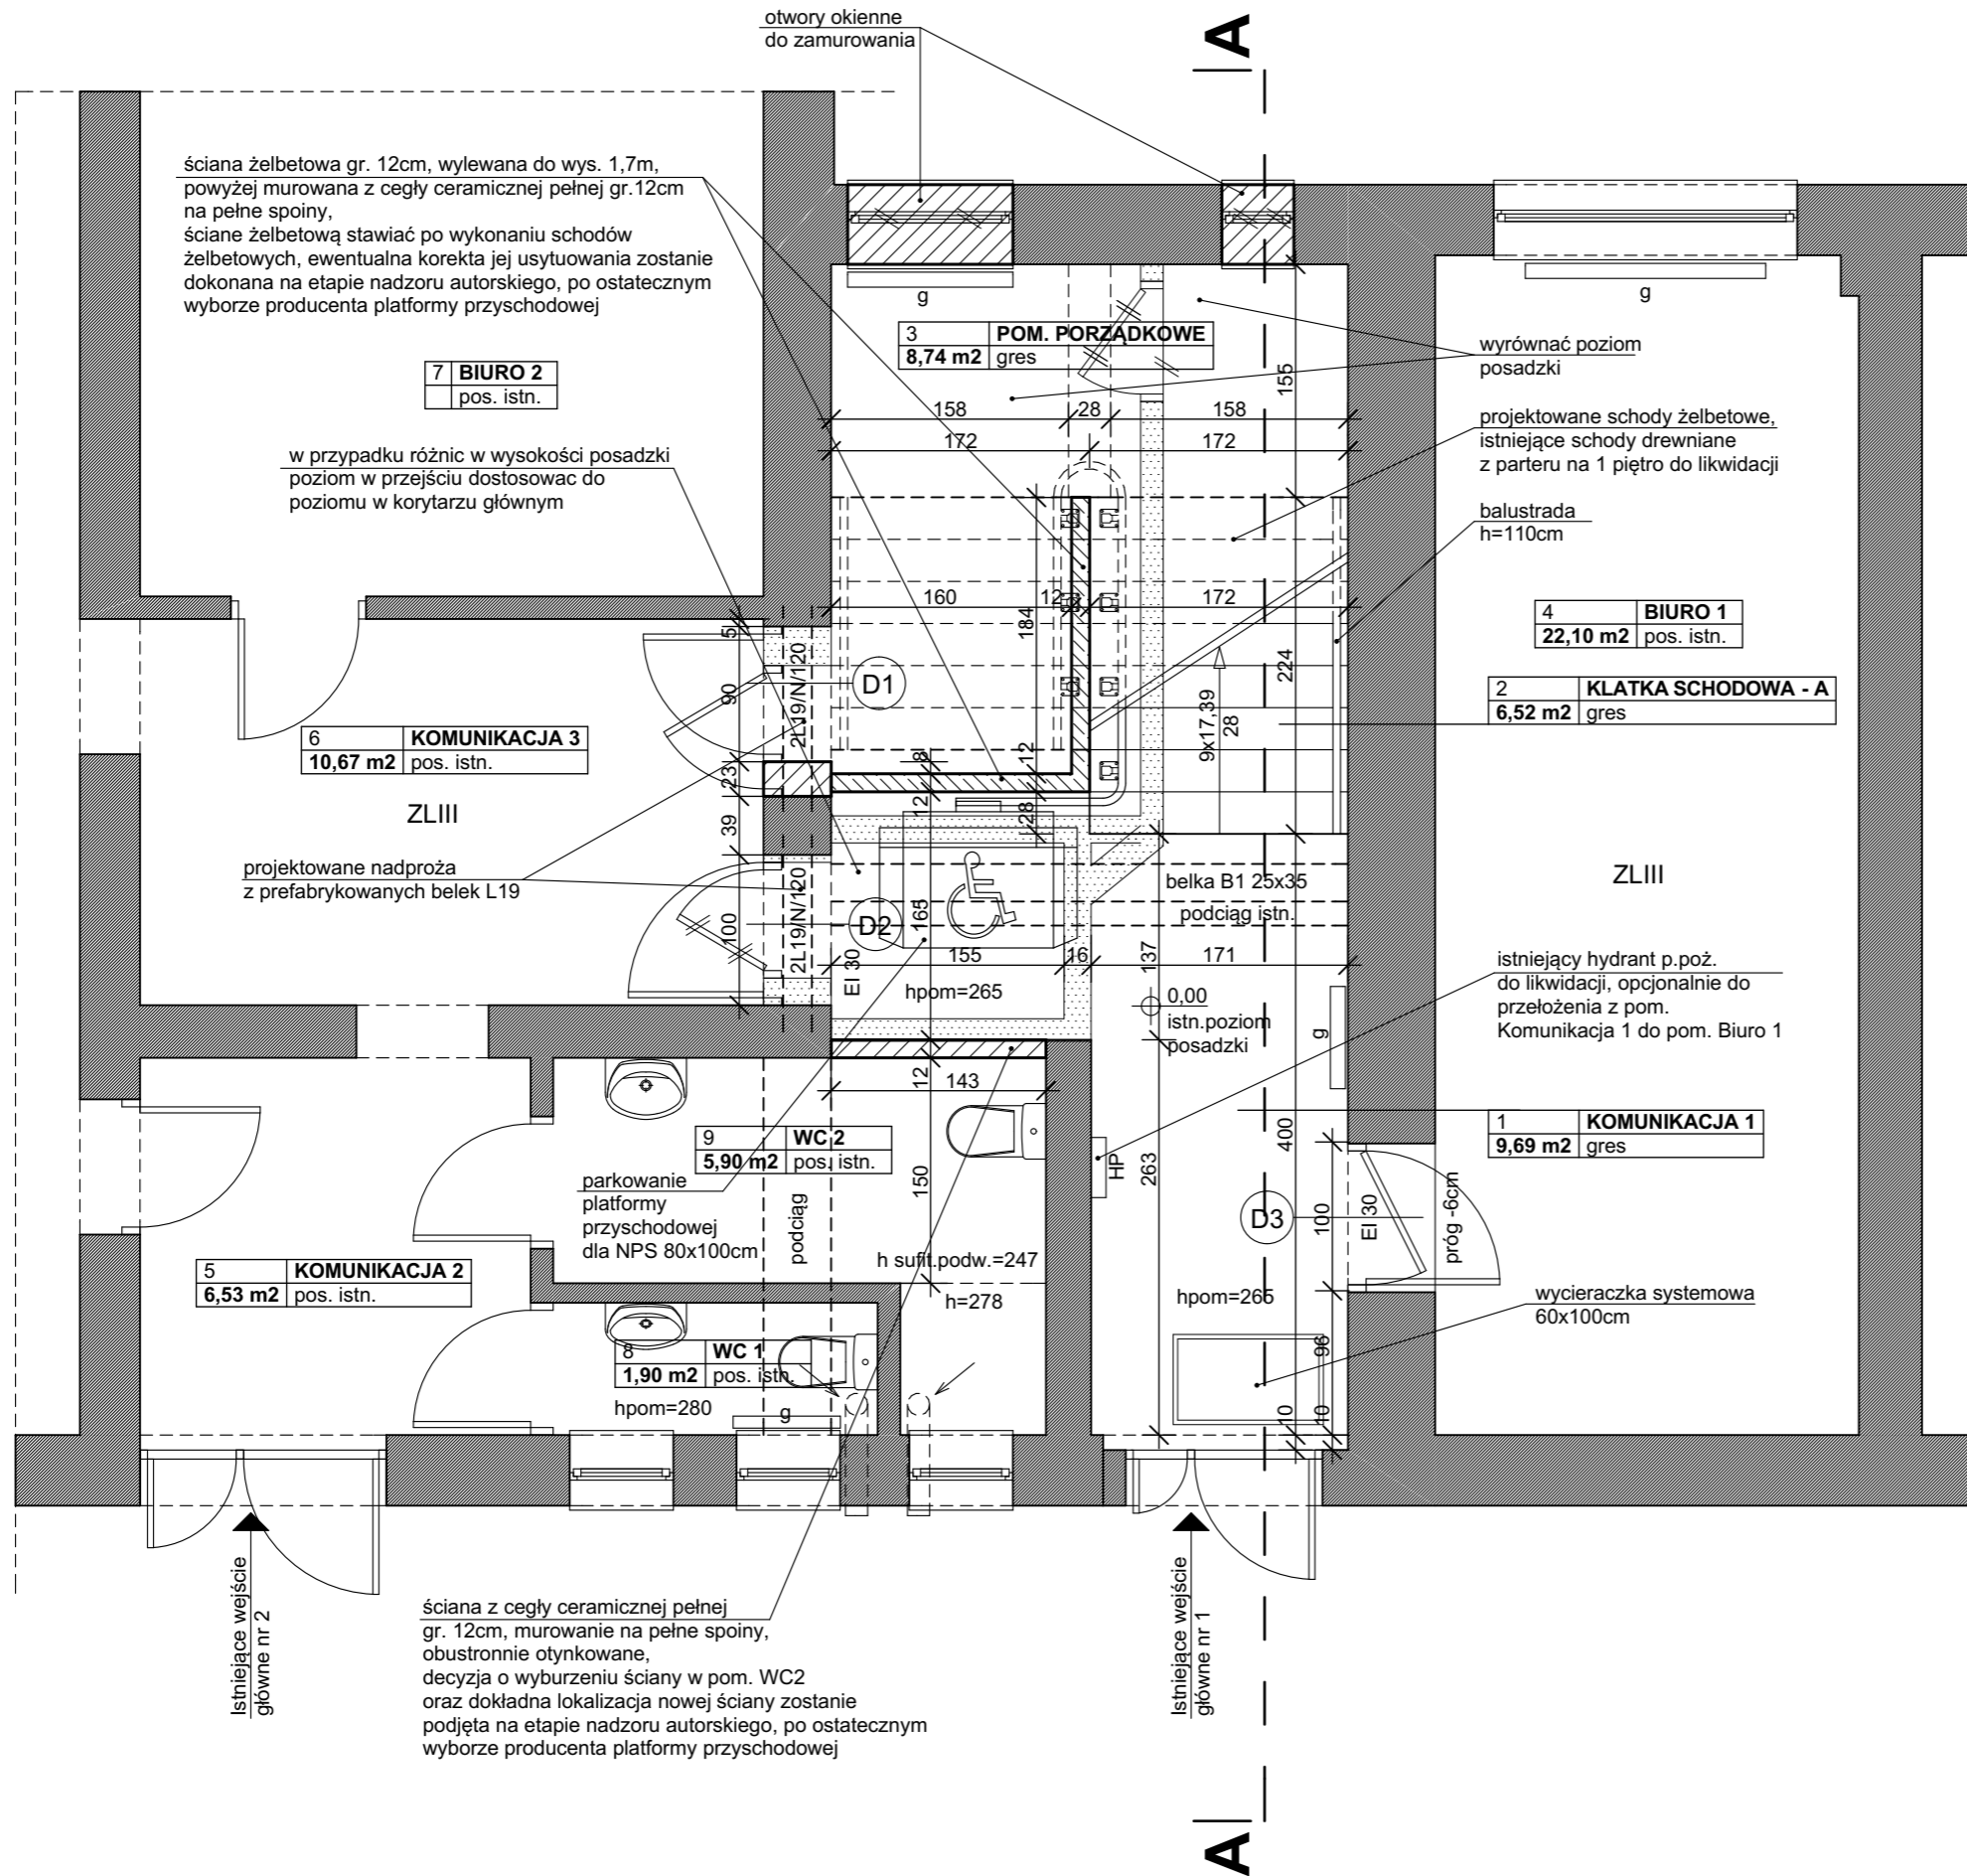 otwory okienne
do zamurowania
A
ściana żelbetowa gr. 12cm, wylewana do wys. 1,7m,
powyżej murowana z cegły ceramicznej pełnej gr.12cm
na pełne spoiny,
ściane żelbetową stawiać po wykonaniu schodów
żelbetowych, ewentualna korekta jej usytuowania zostanie
dokonana na etapie nadzoru autorskiego, po ostatecznym
wyborze producenta platformy przyschodowej
g
g
3 POM. PORZĄDKOWE
8,74 m2 gres
wyrównać poziom
posadzki
7 BIURO 2
pos. istn.
155
158 28 158
172 172
projektowane schody żelbetowe,
istniejące schody drewniane
z parteru na 1 piętro do likwidacji
w przypadku różnic w wysokości posadzki
poziom w przejściu dostosowac do
poziomu w korytarzu głównym
balustrada
h=110cm
160 12 172
184
4 BIURO 1
22,10 m2 pos. istn.
5
90
2L19/N/120
D1
224
9x17,39
28
2 KLATKA SCHODOWA - A
6,52 m2 gres
6 KOMUNIKACJA 3
10,67 m2 pos. istn.
8
12
23
12
28
39
ZLIII
ZLIII
projektowane nadproża
z prefabrykowanych belek L19
belka B1 25x35
podciąg istn.
2L19/N/120
100
D2
165
EI 30
155 16 171
137
hpom=265
0,00
istn.poziom
posadzki
g
istniejący hydrant p.poż.
do likwidacji, opcjonalnie do
przełożenia z pom.
Komunikacja 1 do pom. Biuro 1
12
143
9 WC 2
5,90 m2 pos. istn.
150
HP
263
400
1 KOMUNIKACJA 1
9,69 m2 gres
parkowanie
platformy
przyschodowej
dla NPS 80x100cm
podciąg
D3
100
EI 30
próg -6cm
h sufit.podw.=247
h=278
5 KOMUNIKACJA 2
6,53 m2 pos. istn.
hpom=265
wycieraczka systemowa
60x100cm
8 WC 1
1,90 m2 pos. istn.
hpom=280
g
96
10
10
Istniejące wejście
główne nr 2
Istniejące wejście
główne nr 1
ściana z cegły ceramicznej pełnej
gr. 12cm, murowanie na pełne spoiny,
obustronnie otynkowane,
decyzja o wyburzeniu ściany w pom. WC2
oraz dokładna lokalizacja nowej ściany zostanie
podjęta na etapie nadzoru autorskiego, po ostatecznym
wyborze producenta platformy przyschodowej
A